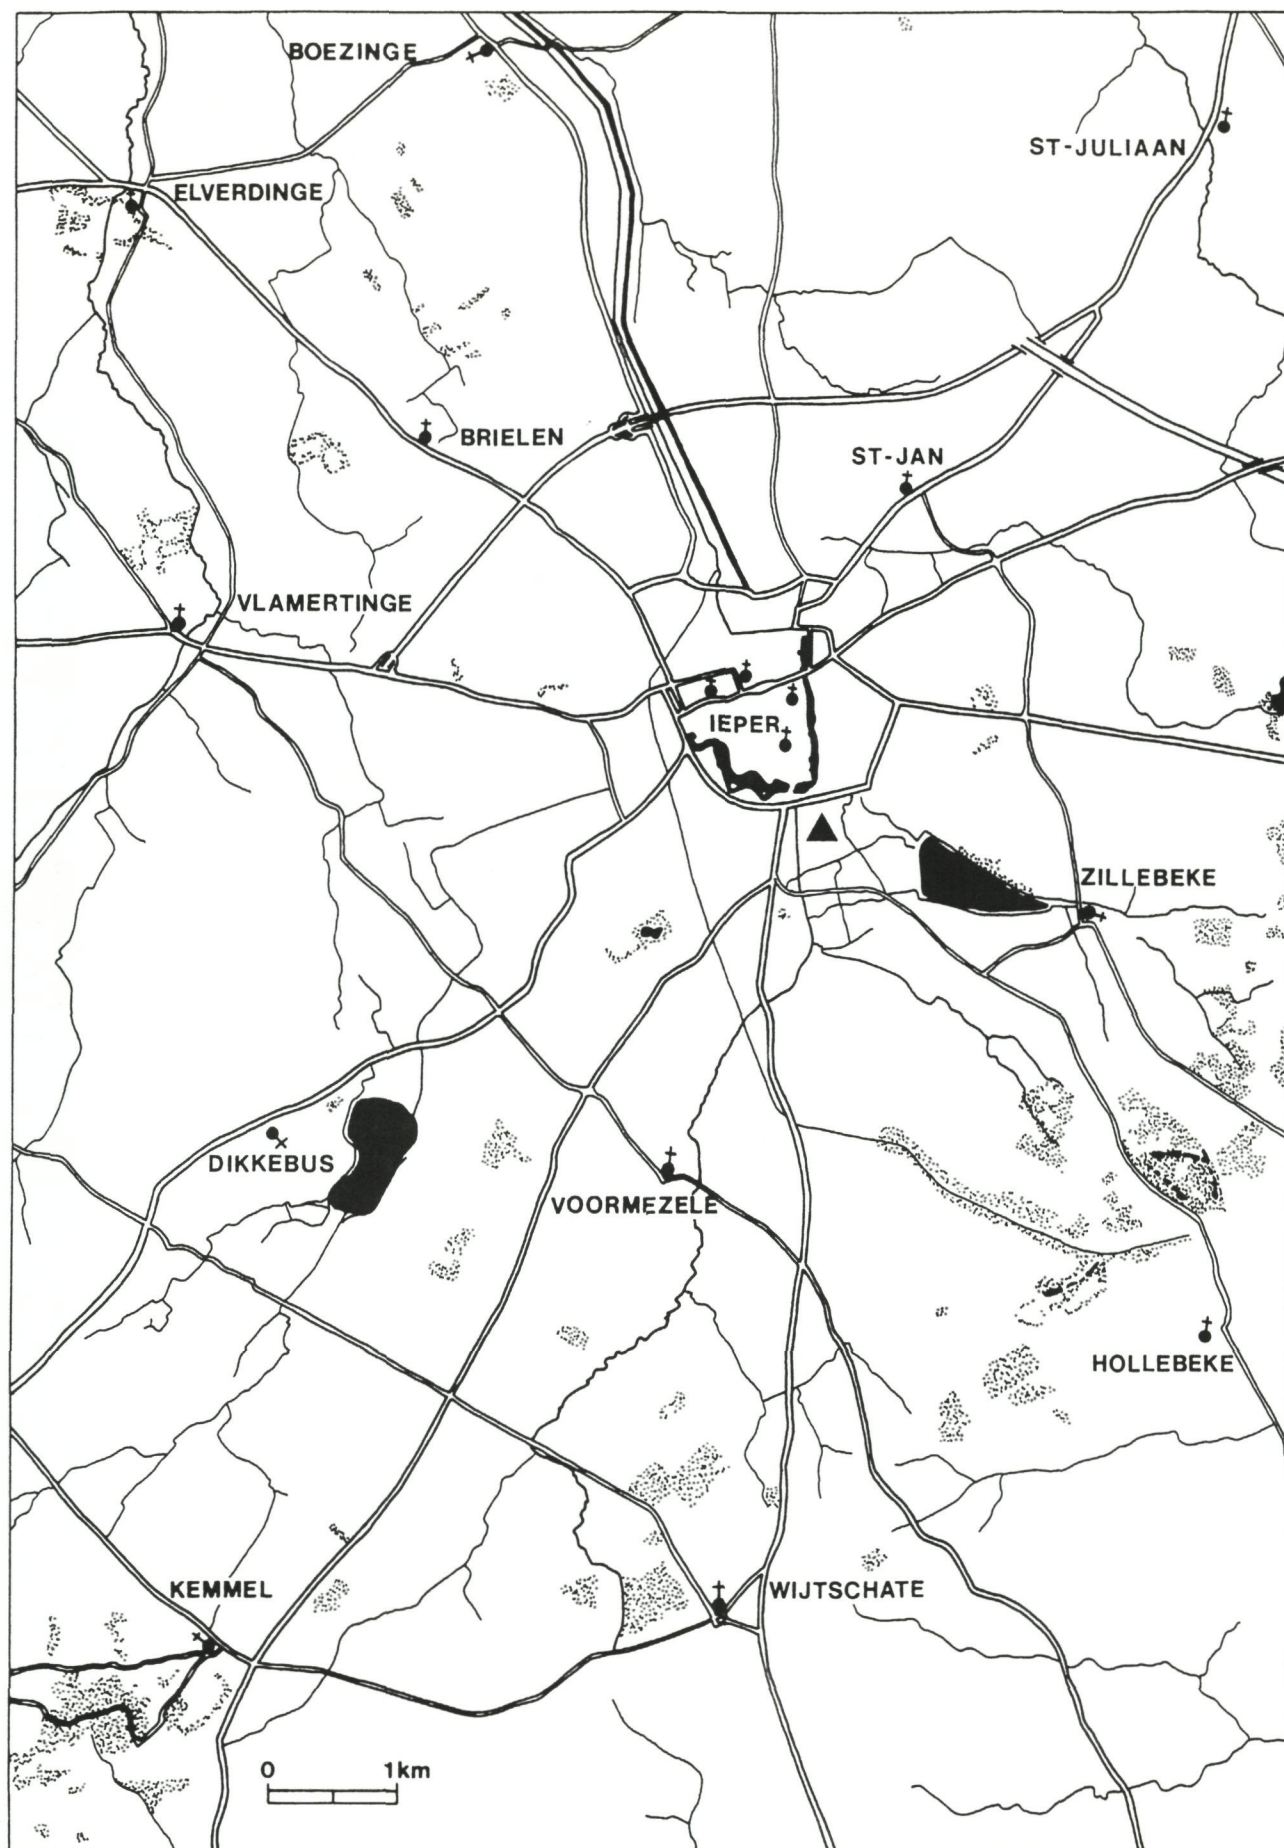 BOEZINGE
ST-JULIAAN
ELVERDINGE
BRIELEN
ST-JAN
VLAMERTINGE
IEPER
ZILLEBEKE
DIKKEBUS
VOORMEZELE
HOLLEBEKE
KEMMEL
WIJTSCHATE
0 1km